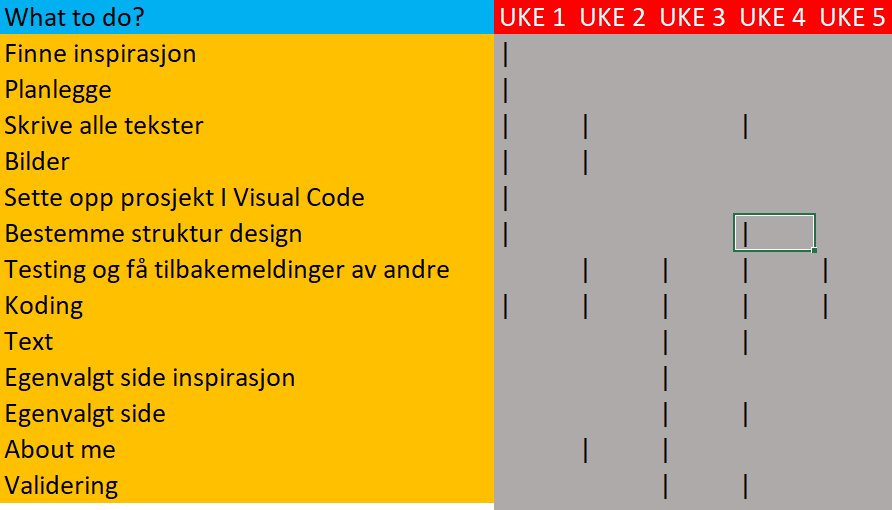 What to do? UKE 1 UKE 2 UKE 3 UKE 4 UKE 5
Finne inspirasjon |
Planlegge |
Skrive alle tekster | | |
Bilder | |
Sette opp prosjekt I Visual Code |
Bestemme struktur design | |
Testing og få tilbakemeldinger av andre | | | |
Koding | | | | |
Text | |
Egenvalgt side inspirasjon |
Egenvalgt side | |
About me | |
Validering | |